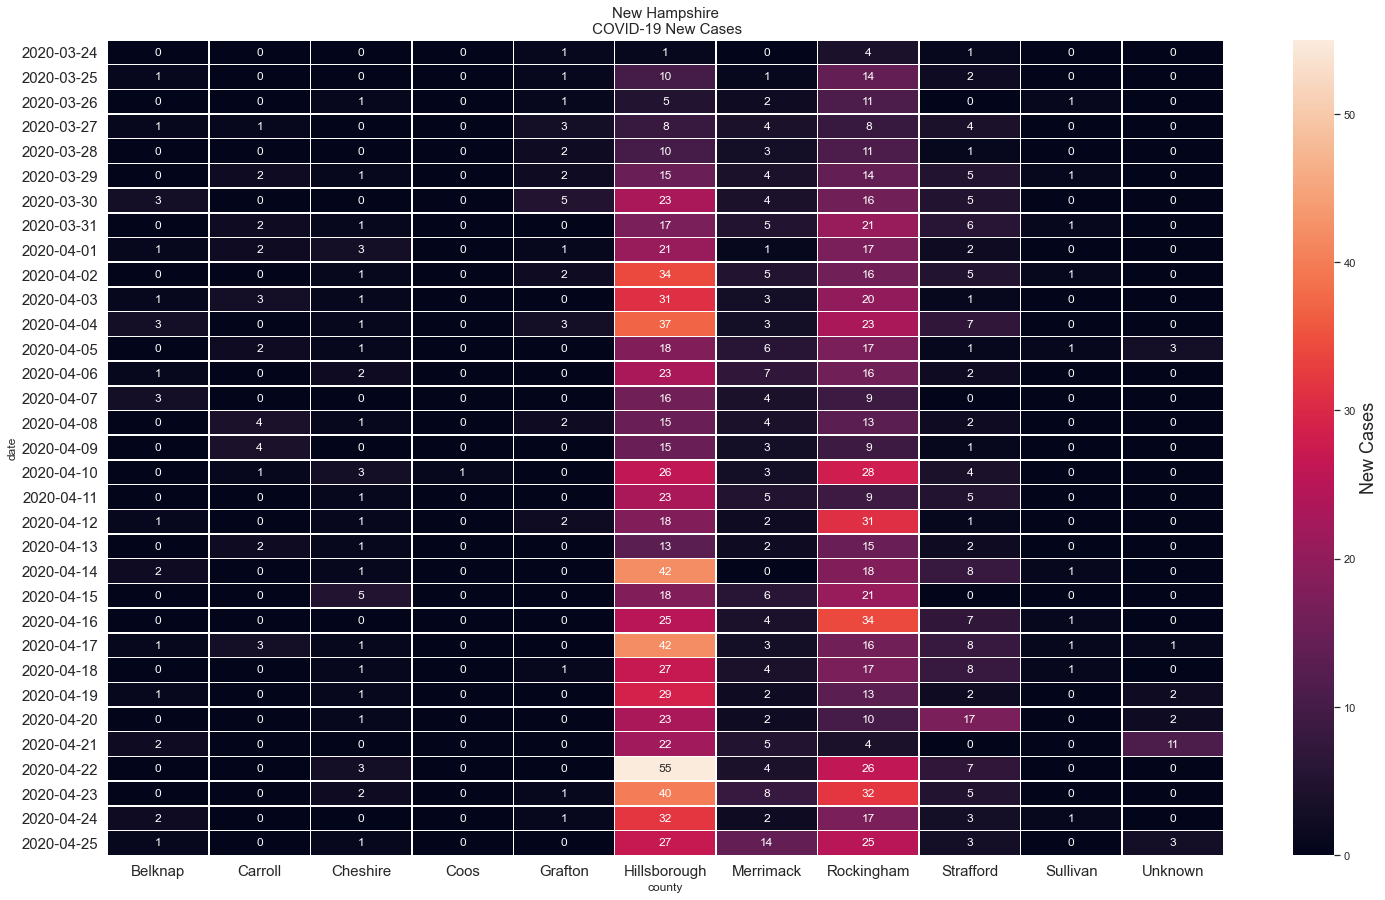 New Hampshire
COVID-19 New Cases
2020-03-24 0 0 0 0 1 1 0 4 1 0 0
2020-03-25 1 0 0 0 1 10 1 14 2 0 0
2020-03-26 0 0 1 0 1 5 2 11 0 1 0
2020-03-27 1 1 0 0 3 8 4 8 4 0 0
2020-03-28 0 0 0 0 2 10 3 11 1 0 0
2020-03-29 0 2 1 0 2 15 4 14 5 1 0
2020-03-30 3 0 0 0 5 23 4 16 5 0 0
2020-03-31 0 2 1 0 0 17 5 21 6 1 0
2020-04-01 1 2 3 0 1 21 1 17 2 0 0
2020-04-02 0 0 1 0 2 34 5 16 5 1 0
2020-04-03 1 3 1 0 0 31 3 20 1 0 0
2020-04-04 3 0 1 0 3 37 3 23 7 0 0
2020-04-05 0 2 1 0 0 18 6 17 1 1 3
2020-04-06 1 0 2 0 0 23 7 16 2 0 0
2020-04-07 3 0 0 0 0 16 4 9 0 0 0
2020-04-08 0 4 1 0 2 15 4 13 2 0 0
2020-04-09 0 4 0 0 0 15 3 9 1 0 0
2020-04-10 0 1 3 1 0 26 3 28 4 0 0
2020-04-11 0 0 1 0 0 23 5 9 5 0 0
2020-04-12 1 0 1 0 2 18 2 31 1 0 0
2020-04-13 0 2 1 0 0 13 2 15 2 0 0
2020-04-14 2 0 1 0 0 42 0 18 8 1 0
2020-04-15 0 0 5 0 0 18 6 21 0 0 0
2020-04-16 0 0 0 0 0 25 4 34 7 1 0
2020-04-17 1 3 1 0 0 42 3 16 8 1 1
2020-04-18 0 0 1 0 1 27 4 17 8 1 0
2020-04-19 1 0 1 0 0 29 2 13 2 0 2
2020-04-20 0 0 1 0 0 23 2 10 17 0 2
2020-04-21 2 0 0 0 0 22 5 4 0 0 11
2020-04-22 0 0 3 0 0 55 4 26 7 0 0
2020-04-23 0 0 2 0 1 40 8 32 5 0 0
2020-04-24 2 0 0 0 1 32 2 17 3 1 0
2020-04-25 1 0 1 0 0 27 14 25 3 0 3
Belknap Carroll Cheshire Coos Grafton Hillsborough Merrimack Rockingham Strafford Sullivan Unknown
county
date
50
40
30
20
10
0
New Cases